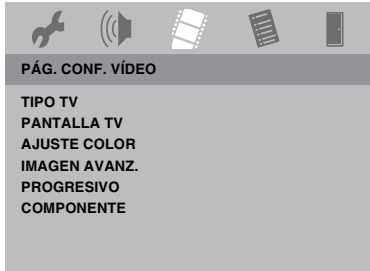 PÁG. CONF. VÍDEO
TIPO TV
PANTALLA TV
AJUSTE COLOR
IMAGEN AVANZ.
PROGRESIVO
COMPONENTE